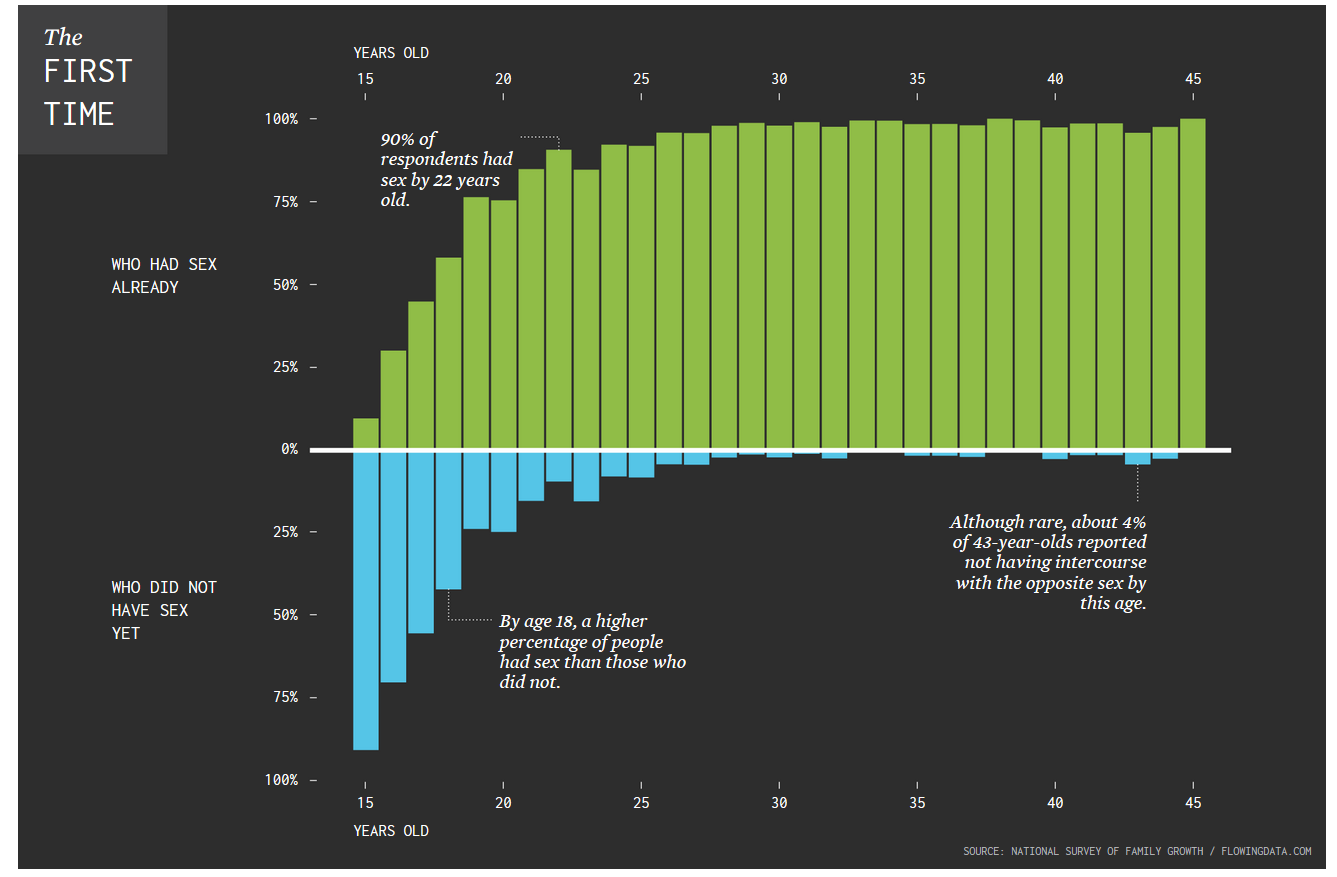 The
FIRST
TIME
YEARS OLD
15 20 25 30 35 40 45
100%
90% of
respondents had
sex by 22 years
old.
75%
WHO HAD SEX
ALREADY
50%
25%
0%
25%
Although rare, about 4%
of 43-year-olds reported
not having intercourse
with the opposite sex by
this age.
WHO DID NOT
HAVE SEX
YET
50%
By age 18, a higher
percentage of people
had sex than those who
did not.
75%
100%
15 20 25 30 35 40 45
YEARS OLD
SOURCE: NATIONAL SURVEY OF FAMILY GROWTH / FLOWINGDATA.COM